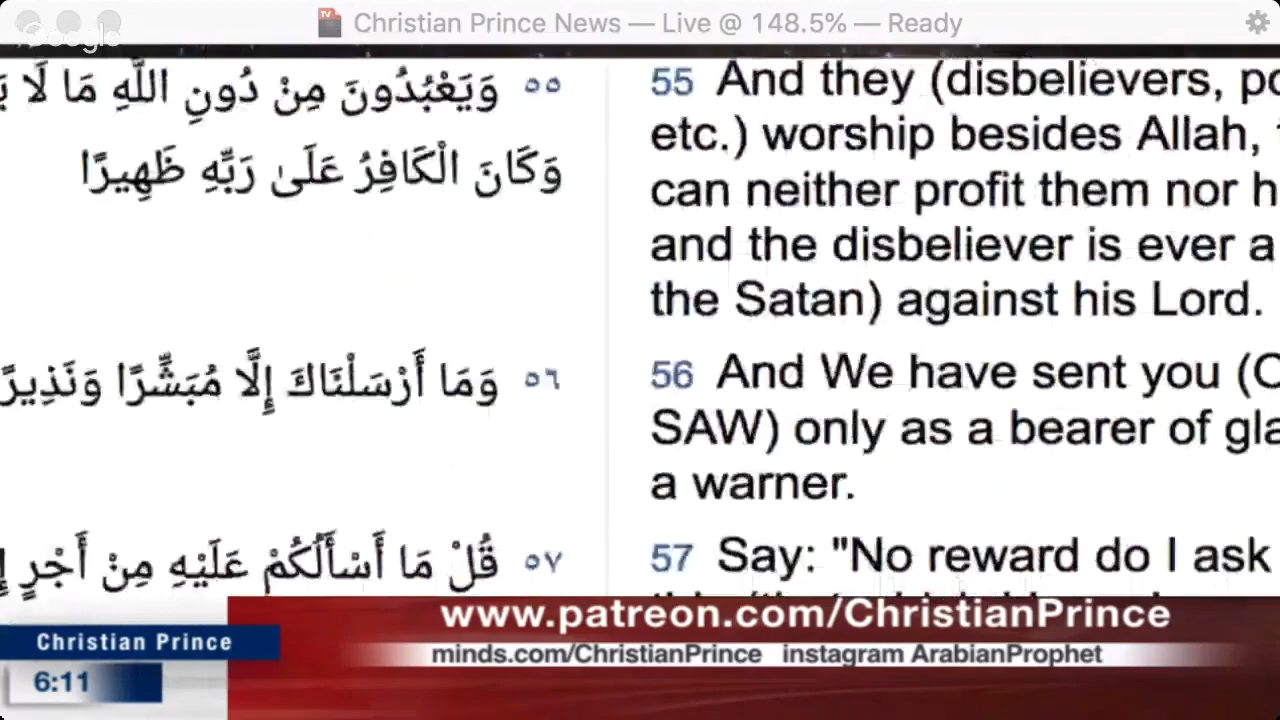 Christian Prince News — Live @ 148.5% — Ready
Google
٥٥ وَيَعْبُدُونَ مِنْ دُونِ اللَّهِ مَا لَا
وَكَانَ الْكَافِرُ عَلَىٰ رَبِّهِ ظَهِيرًا
٥٦ وَمَا أَرْسَلْنَاكَ إِلَّا مُبَشِّرًا وَنَذِيرًا
٥٧ قُلْ مَا أَسْأَلُكُمْ عَلَيْهِ مِنْ أَجْرٍ
55 And they (disbelievers,
etc.) worship besides Allah,
can neither profit them nor
and the disbeliever is ever a
the Satan) against his Lord.
56 And We have sent you
SAW) only as a bearer of
a warner.
57 Say: "No reward do I ask
www.patreon.com/ChristianPrince
minds.com/ChristianPrince instagram ArabianProphet
Christian Prince
6:11